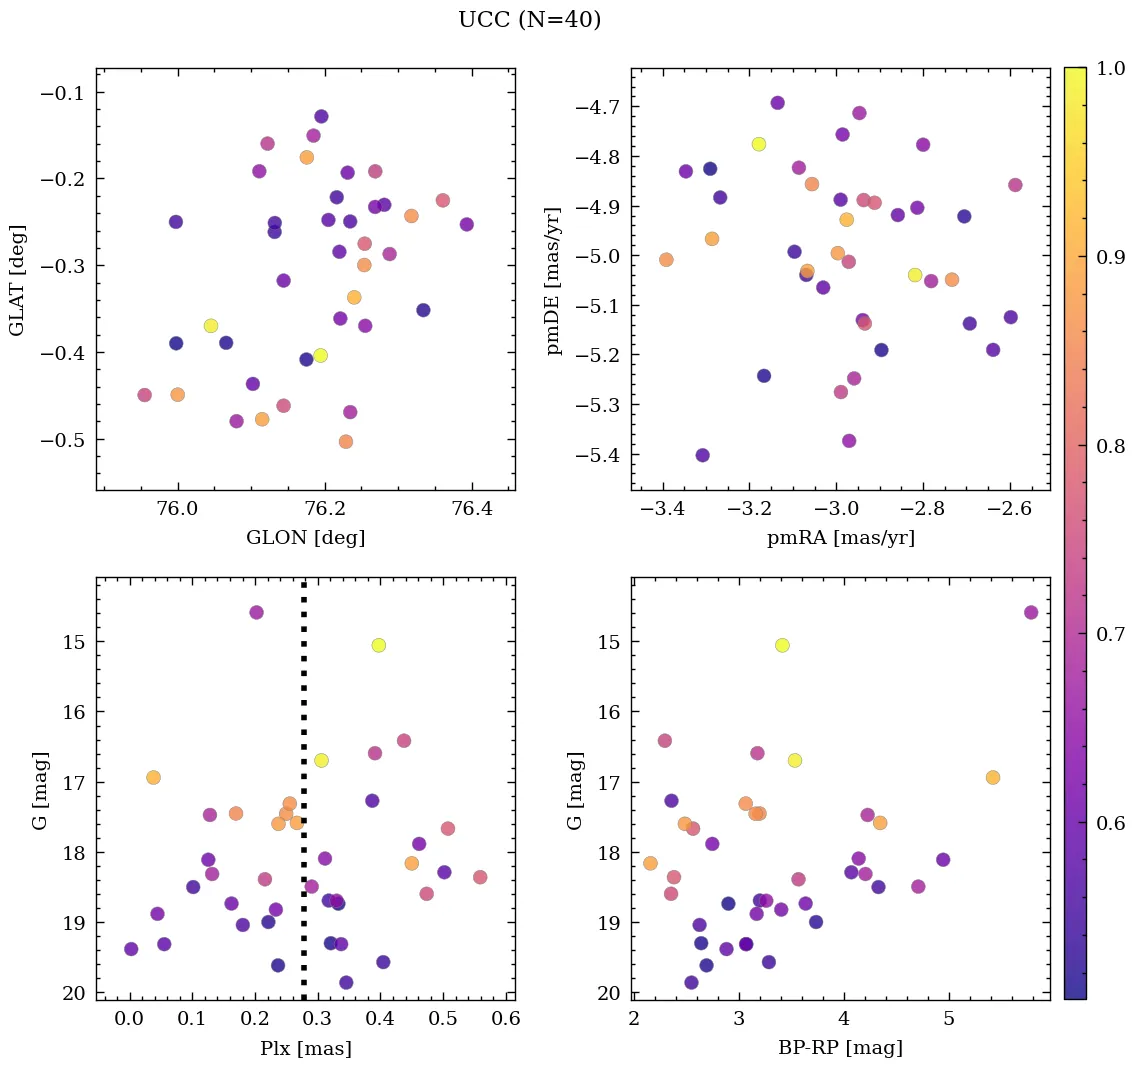 UCC (N=40)
−0.1
−0.2
−0.3
−0.4
−0.5
GLAT [deg]
76.0 76.2 76.4
GLON [deg]
−4.7
−4.8
−4.9
−5.0
−5.1
−5.2
−5.3
−5.4
pmDE [mas/yr]
−3.4 −3.2 −3.0 −2.8 −2.6
pmRA [mas/yr]
1.0
0.9
0.8
0.7
0.6
15
16
17
18
19
20
G [mag]
0.0 0.1 0.2 0.3 0.4 0.5 0.6
Plx [mas]
15
16
17
18
19
20
G [mag]
2 3 4 5
BP-RP [mag]